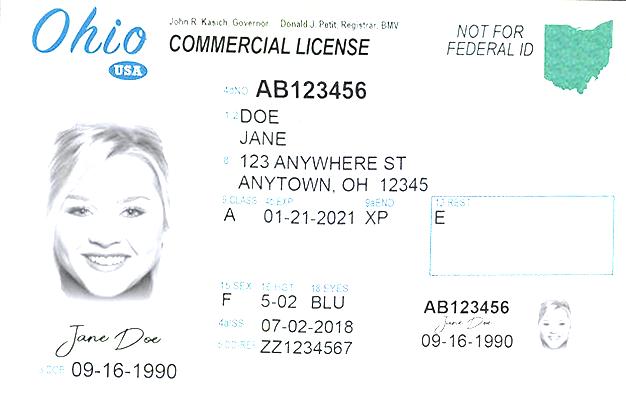 Ohio
USA
John R. Kasich, Governor Donald J. Petit, Registrar, BMV
COMMERCIAL LICENSE
NOT FOR
FEDERAL ID
4dNO AB123456
1,2 DOE
JANE
8 123 ANYWHERE ST
ANYTOWN, OH 12345
9 CLASS 4b EXP 9aEND 12 REST
A 01-21-2021 XP E
15 SEX 16 HGT 18 EYES
F 5-02 BLU
4a ISS 07-02-2018
5 DD REF ZZ1234567
Jane Doe
3 DOB 09-16-1990
AB123456
Jane Doe
09-16-1990